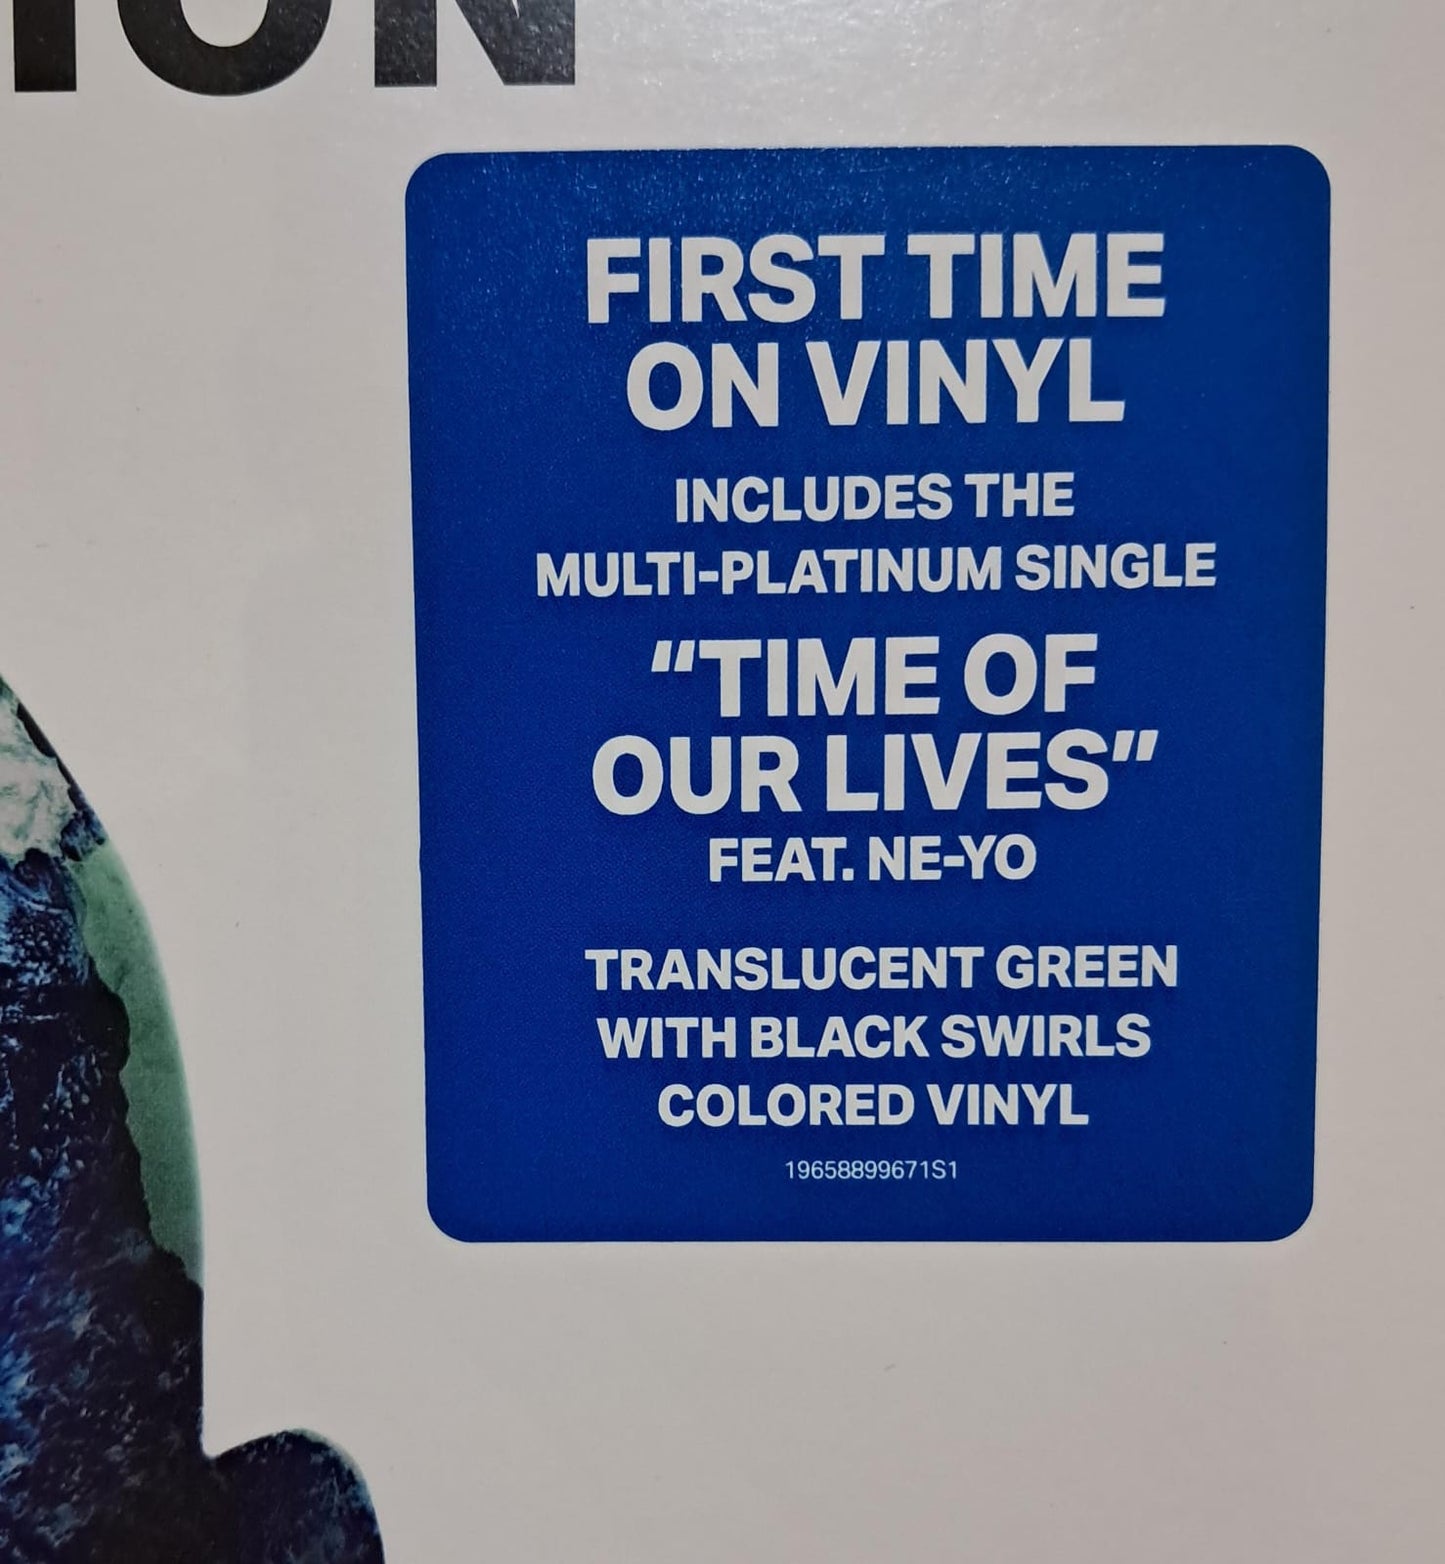 ION
FIRST TIME
ON VINYL
INCLUDES THE
MULTI-PLATINUM SINGLE
"TIME OF
OUR LIVES"
FEAT. NE-YO
TRANSLUCENT GREEN
WITH BLACK SWIRLS
COLORED VINYL
19658899671S1